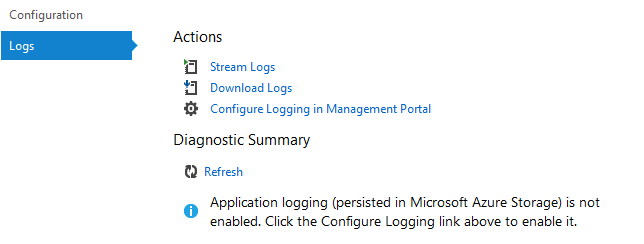 Configuration
Logs
Actions
Stream Logs
Download Logs
Configure Logging in Management Portal
Diagnostic Summary
Refresh
Application logging (persisted in Microsoft Azure Storage) is not
enabled. Click the Configure Logging link above to enable it.